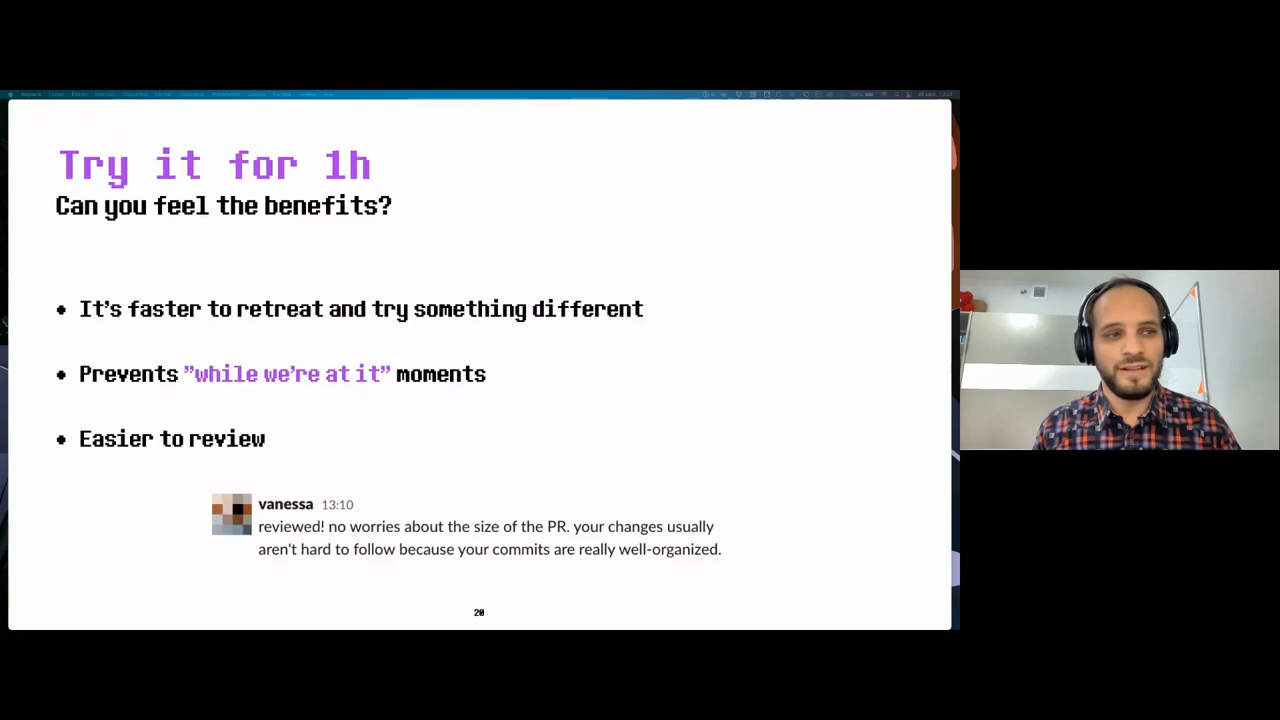 Try it for 1h
Can you feel the benefits?
• It's faster to retreat and try something different
• Prevents "while we're at it" moments
• Easier to review
vanessa 13:10
reviewed! no worries about the size of the PR. your changes usually
aren't hard to follow because your commits are really well-organized.
20